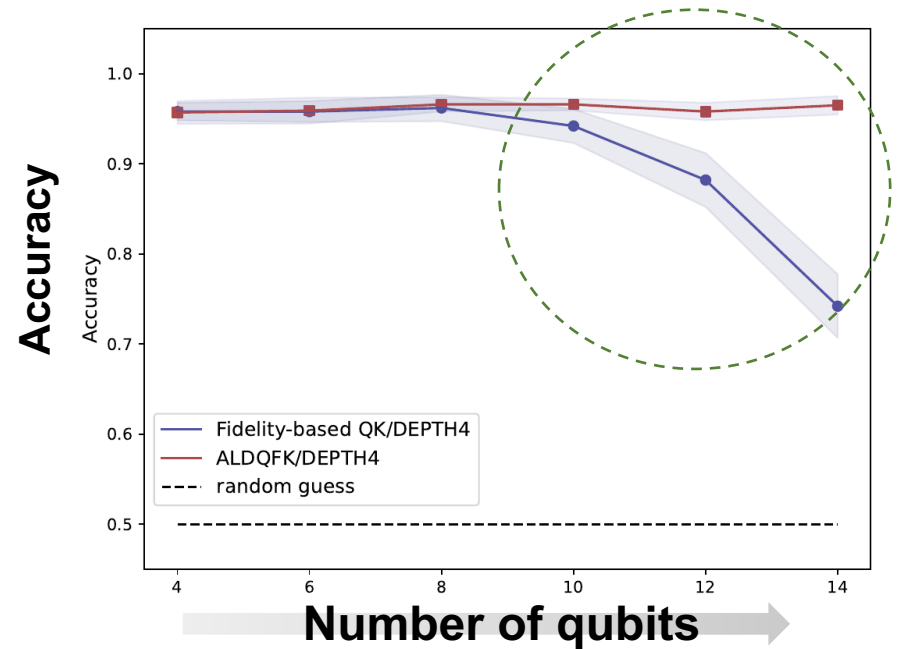 Accuracy
Accuracy
1.0
0.9
0.8
0.7
0.6
0.5
Fidelity-based QK/DEPTH4
ALDQFK/DEPTH4
random guess
4 6 8 10 12 14
Number of qubits